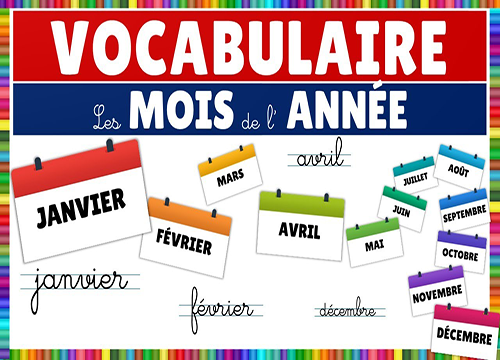 VOCABULAIRE
Les MOIS de l' ANNÉE
avril
JANVIER
FÉVRIER
MARS
AVRIL
MAI
JUIN
JUILLET
AOÛT
SEPTEMBRE
OCTOBRE
NOVEMBRE
DÉCEMBRE
janvier
février
décembre